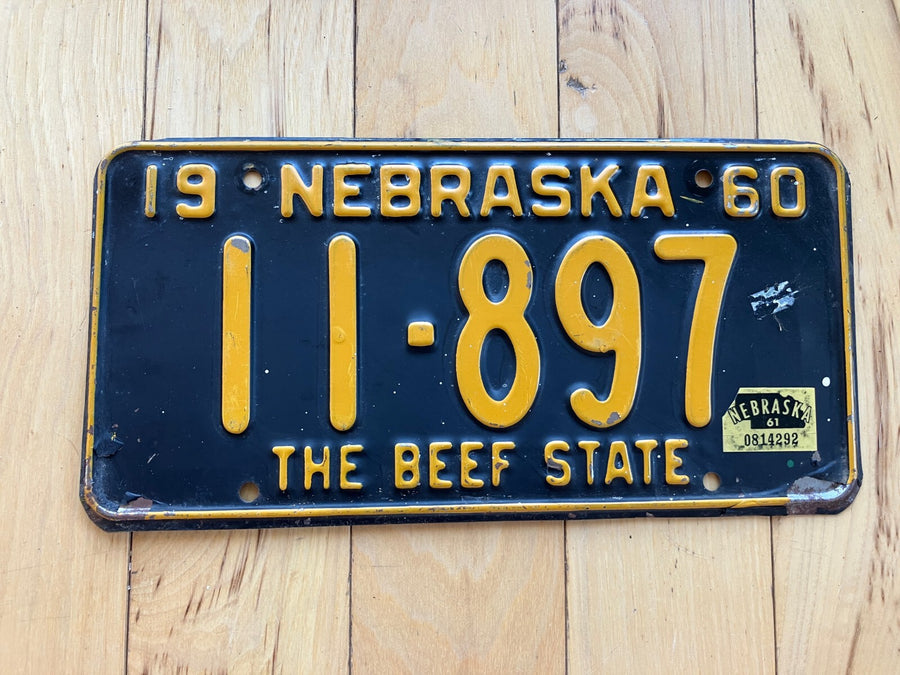 19 NEBRASKA 60
11-897
NEBRASKA
61
0814292
THE BEEF STATE